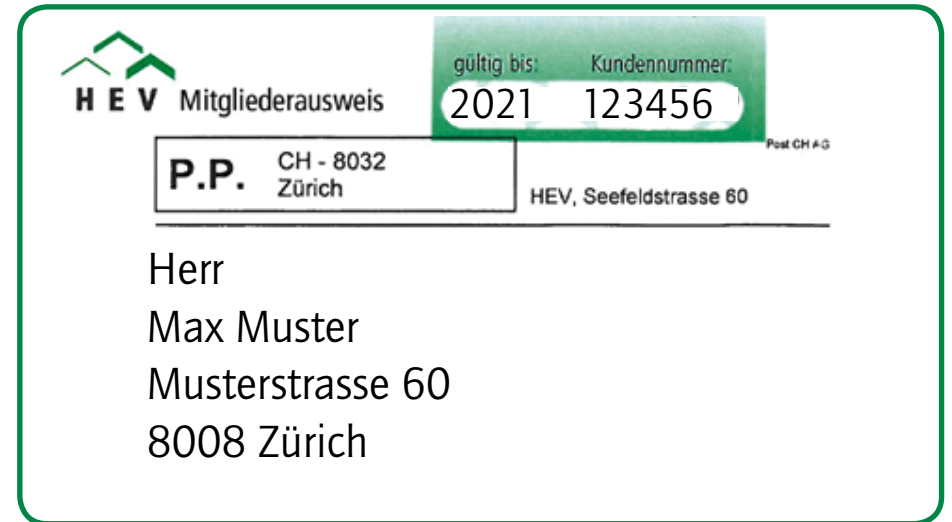 gültig bis: Kundennummer:
HEV Mitgliederausweis 2021 123456
Post CH AG
P.P. CH - 8032
Zürich
HEV, Seefeldstrasse 60
Herr
Max Muster
Musterstrasse 60
8008 Zürich